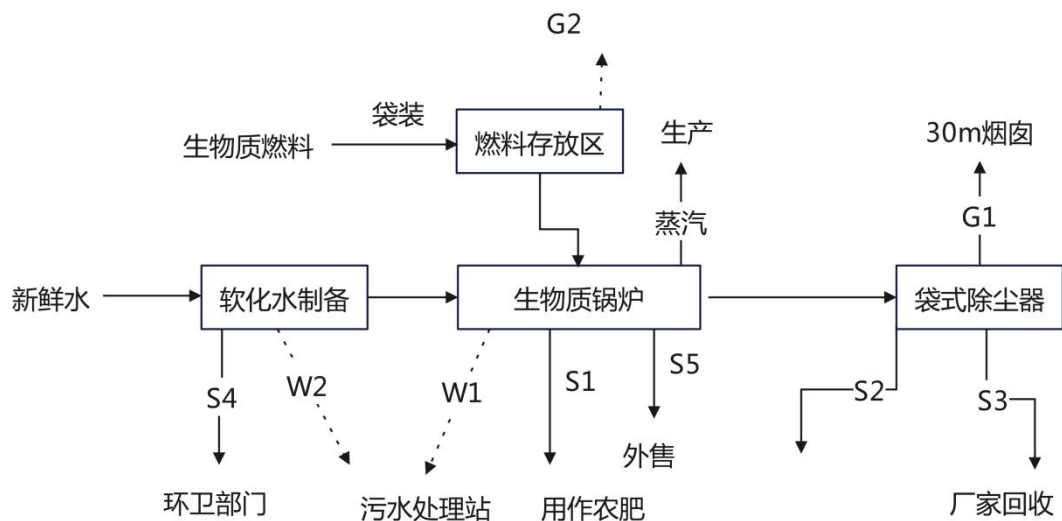 G2
袋装
生物质燃料
燃料存放区
生产
30m烟囱
蒸汽
G1
新鲜水
软化水制备
生物质锅炉
袋式除尘器
S4
W2
W1
S1
S5
S2
S3
外售
环卫部门
污水处理站
用作农肥
厂家回收